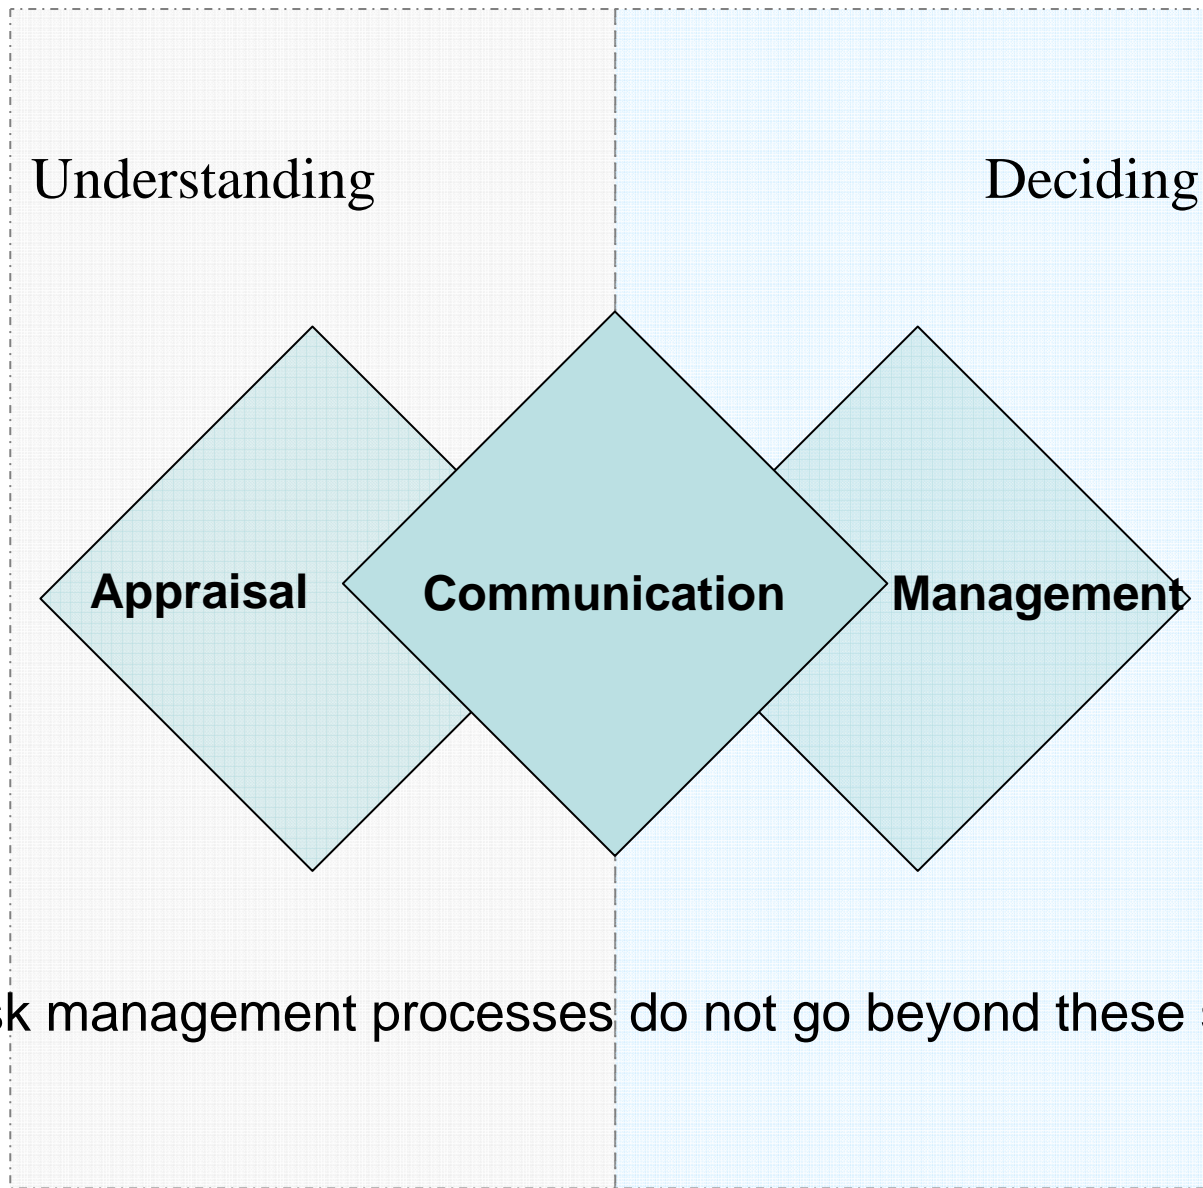 Understanding Deciding
Appraisal Communication Management
management processes do not go beyond these